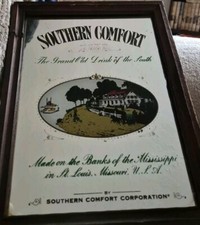 SOUTHERN COMFORT
The Grand Old Drink of the South
Made on the Banks of the Mississippi
in St. Louis, Missouri, U.S.A.
BY
SOUTHERN COMFORT CORPORATION